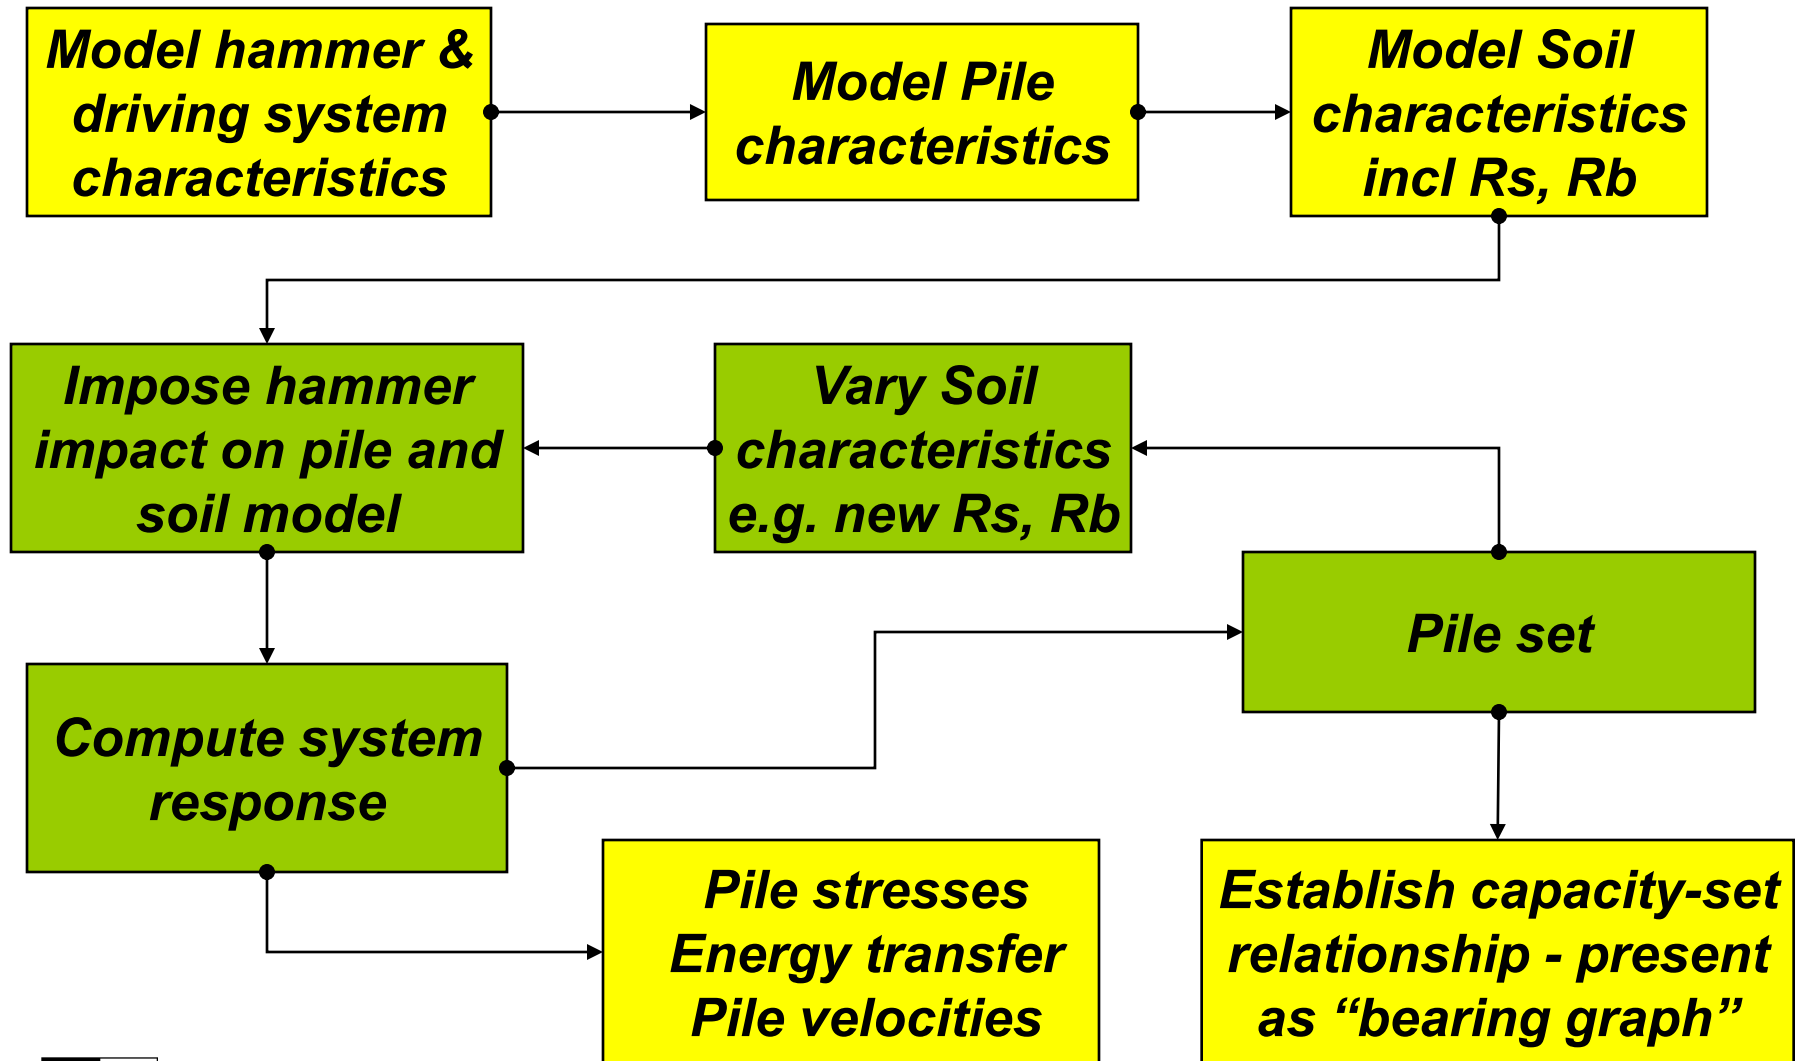 Model hammer &
driving system
characteristics
Model Pile
characteristics
Model Soil
characteristics
incl Rs, Rb
Impose hammer
impact on pile and
soil model
Vary Soil
characteristics
e.g. new Rs, Rb
Pile set
Compute system
response
Pile stresses
Energy transfer
Pile velocities
Establish capacity-set
relationship - present
as “bearing graph”